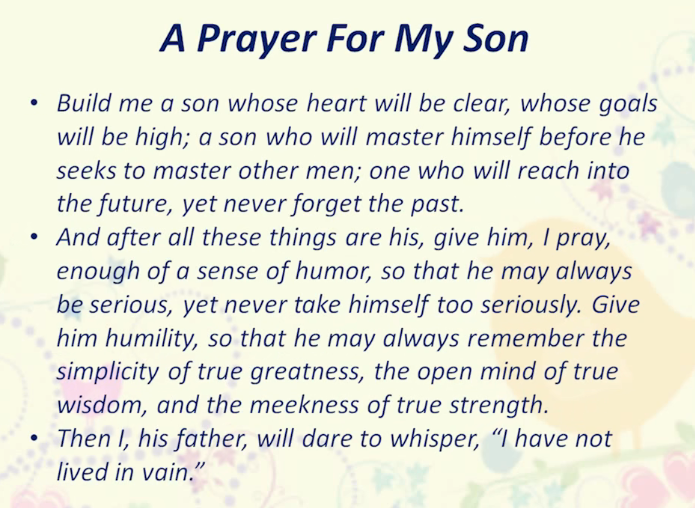 A Prayer For My Son
• Build me a son whose heart will be clear, whose goals
will be high; a son who will master himself before he
seeks to master other men; one who will reach into
the future, yet never forget the past.
• And after all these things are his, give him, I pray,
enough of a sense of humor, so that he may always
be serious, yet never take himself too seriously. Give
him humility, so that he may always remember the
simplicity of true greatness, the open mind of true
wisdom, and the meekness of true strength.
• Then I, his father, will dare to whisper, “I have not
lived in vain.”